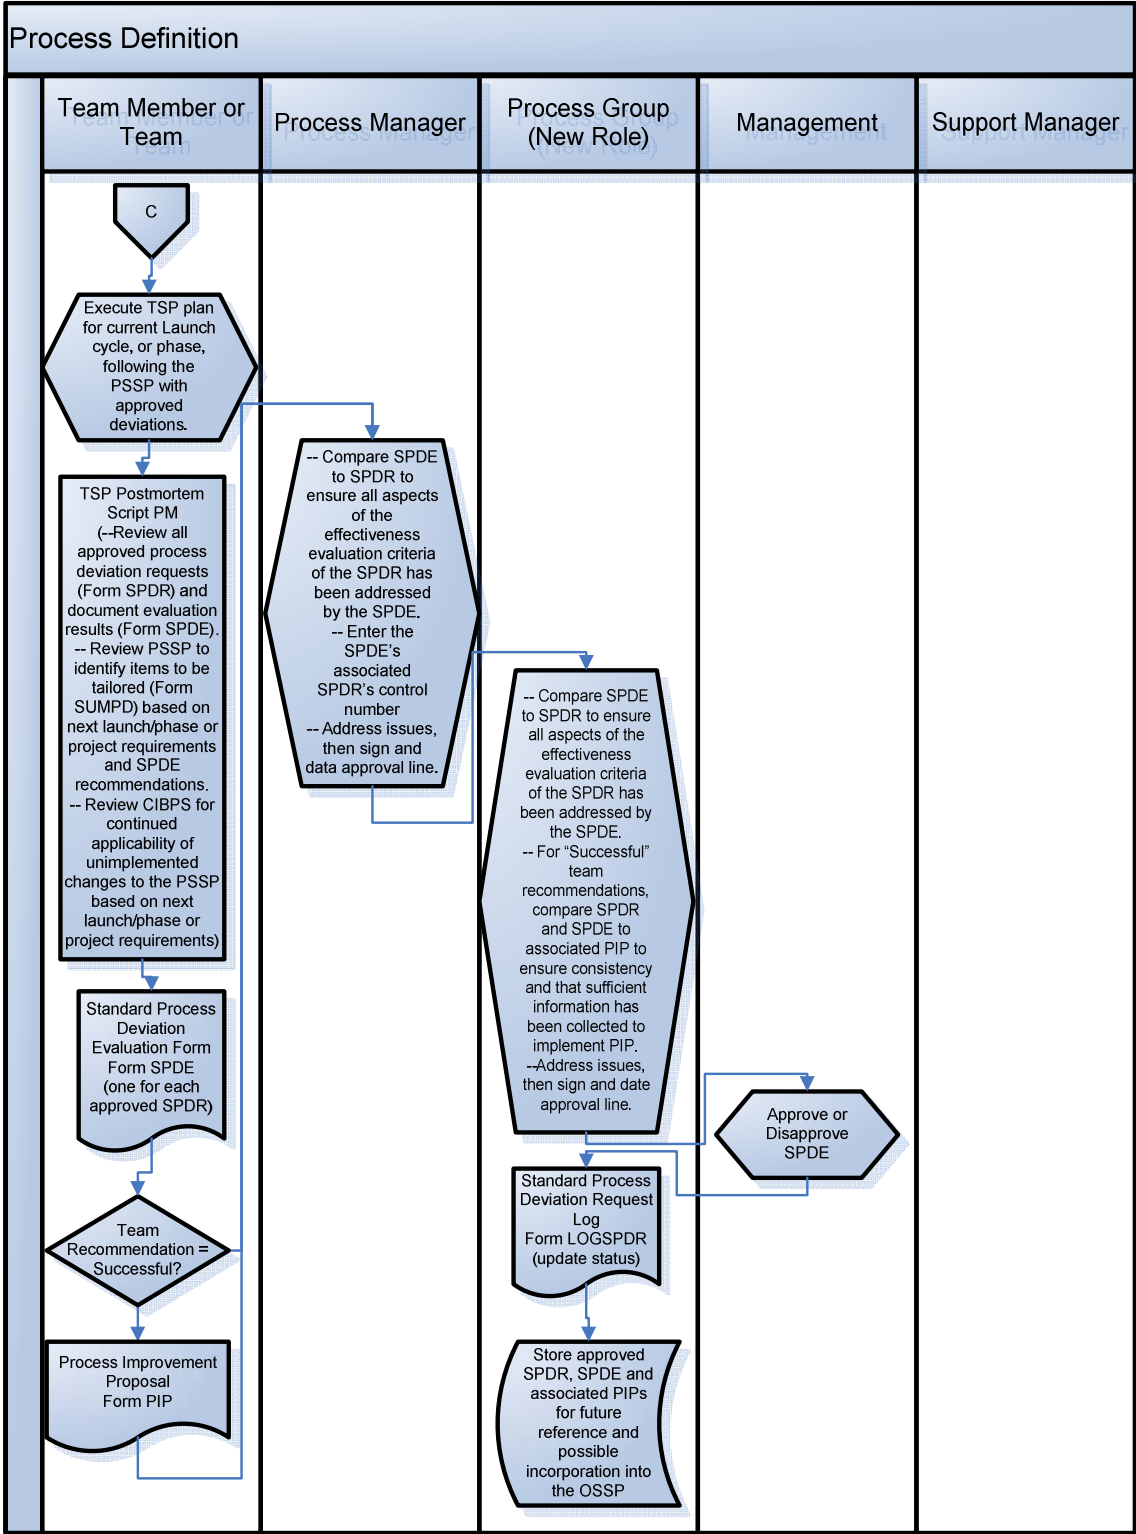 Process Definition
Team Member or
Team
Process Manager
Process Group
(New Role)
Management
Support Manager
C
Execute TSP plan
for current Launch
cycle, or phase,
following the
PSSP with
approved
deviations.
TSP Postmortem
Script PM
(--Review all
approved process
deviation requests
(Form SPDR) and
document evaluation
results (Form SPDE).
-- Review PSSP to
identify items to be
tailored (Form
SUMPD) based on
next launch/phase or
project requirements
and SPDE
recommendations.
-- Review CIBPS for
continued
applicability of
unimplemented
changes to the PSSP
based on next
launch/phase or
project requirements)
Standard Process
Deviation
Evaluation Form
Form SPDE
(one for each
approved SPDR)
Team
Recommendation =
Successful?
Process Improvement
Proposal
Form PIP
-- Compare SPDE
to SPDR to
ensure all aspects
of the
effectiveness
evaluation criteria
of the SPDR has
been addressed
by the SPDE.
-- Enter the
SPDE's
associated
SPDR's control
number
-- Address issues,
then sign and
data approval line.
-- Compare SPDE
to SPDR to ensure
all aspects of the
effectiveness
evaluation criteria
of the SPDR has
been addressed by
the SPDE.
-- For “Successful”
team
recommendations,
compare SPDR
and SPDE to
associated PIP to
ensure consistency
and that sufficient
information has
been collected to
implement PIP.
--Address issues,
then sign and date
approval line.
Approve or
Disapprove
SPDE
Standard Process
Deviation Request
Log
Form LOGSPDR
(update status)
Store approved
SPDR, SPDE and
associated PIPs
for future
reference and
possible
incorporation into
the OSSP